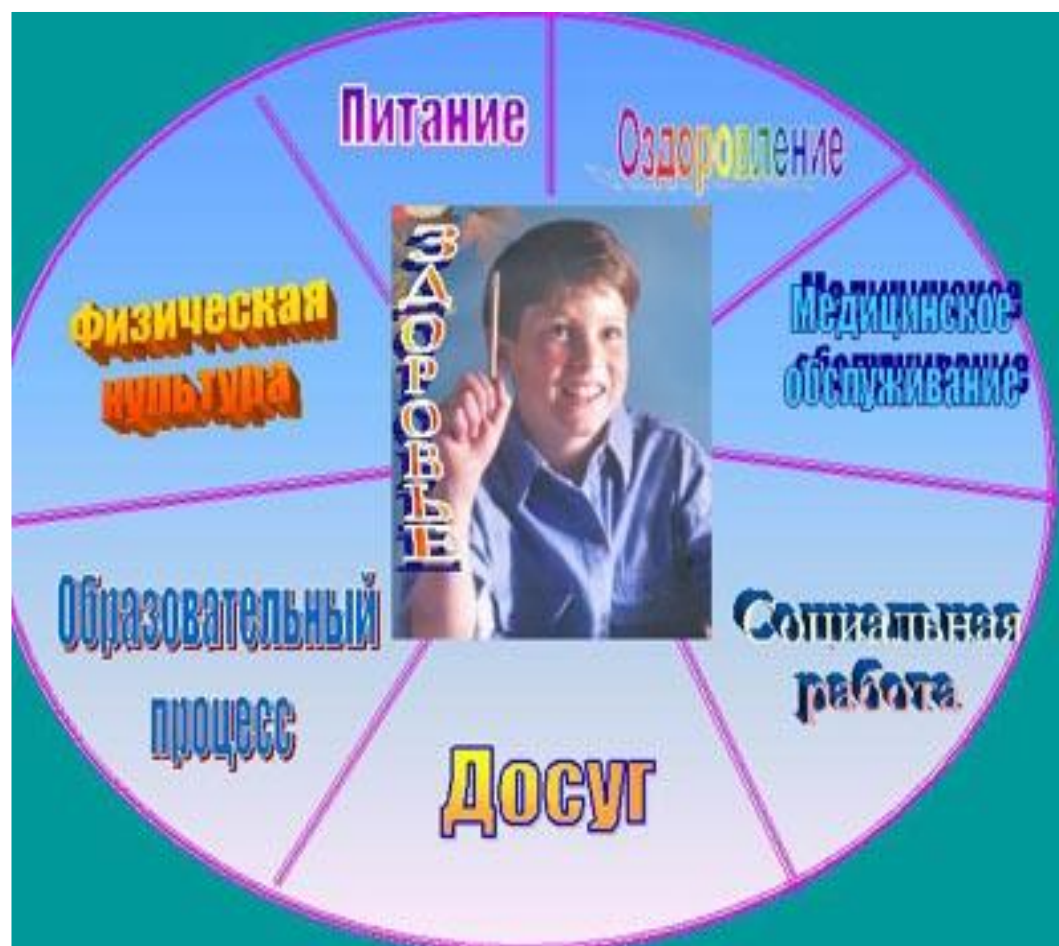 Питание
Оздоровление
Физическая
культура
ЗДОРОВЬЕ
Медицинское
обслуживание
Образовательный
процесс
Социальная
работа.
Досуг